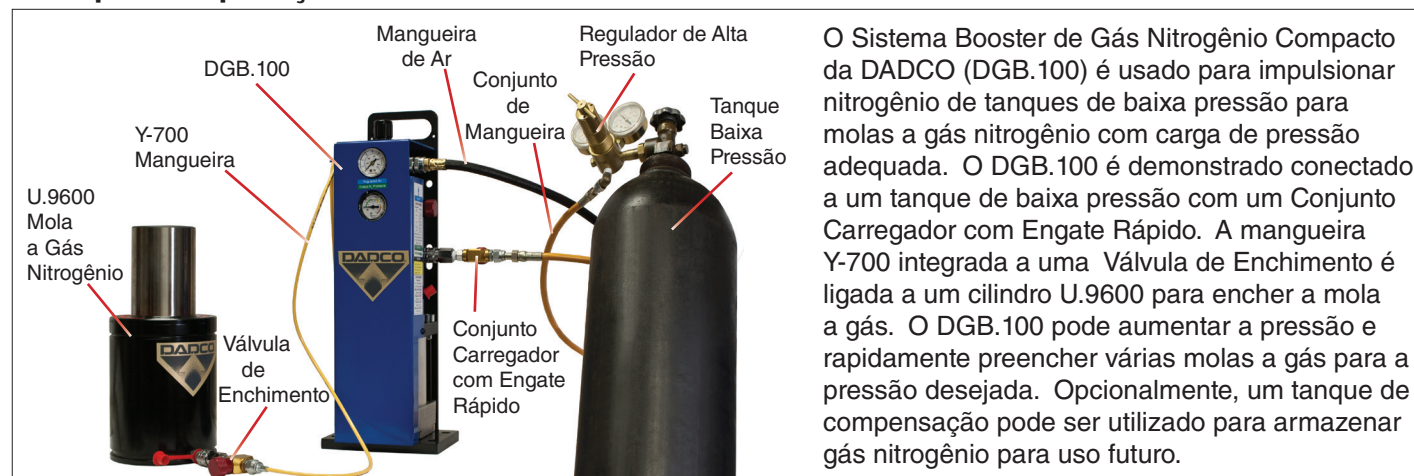 DGB.100
Mangueira
de Ar
Regulador de Alta
Pressão
Conjunto
de
Mangueira
Tanque
Baixa
Pressão
Y-700
Mangueira
U.9600
Mola
a Gás
Nitrogênio
Válvula
de
Enchimento
Conjunto
Carregador
com Engate
Rápido
DADCO
DADCO
O Sistema Booster de Gás Nitrogênio Compacto
da DADCO (DGB.100) é usado para impulsionar
nitrogênio de tanques de baixa pressão para
molas a gás nitrogênio com carga de pressão
adequada. O DGB.100 é demonstrado conectado
a um tanque de baixa pressão com um Conjunto
Carregador com Engate Rápido. A mangueira
Y-700 integrada a uma Válvula de Enchimento é
ligada a um cilindro U.9600 para encher a mola
a gás. O DGB.100 pode aumentar a pressão e
rapidamente preencher várias molas a gás para a
pressão desejada. Opcionalmente, um tanque de
compensação pode ser utilizado para armazenar
gás nitrogênio para uso futuro.